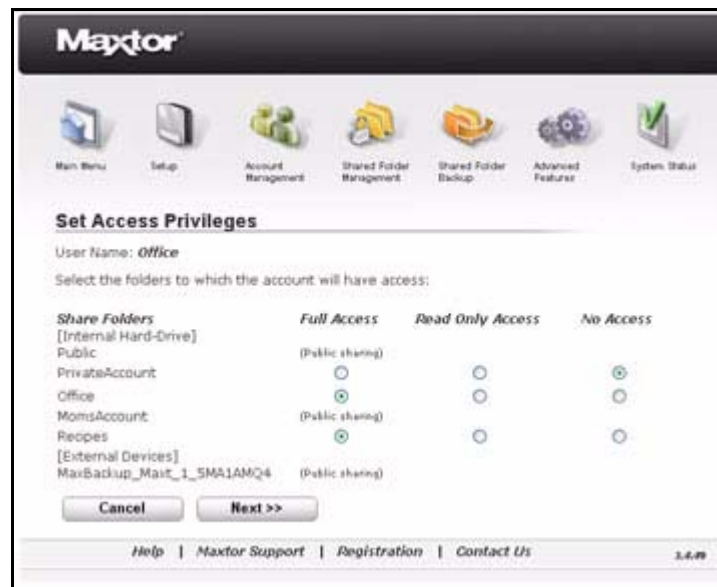 Maxtor
Main Menu
Setup
Account Management
Shared Folder Management
Shared Folder Backup
Advanced Features
System Status
Set Access Privileges
User Name: Office
Select the folders to which the account will have access:
Share Folders Full Access Read Only Access No Access
[Internal Hard-Drive]
Public (Public sharing)
PrivateAccount
Office
MomsAccount (Public sharing)
Recipes
[External Devices]
MaxBackup_Maxt_1_5MA1AMQ4 (Public sharing)
Cancel Next >>
Help | Maxtor Support | Registration | Contact Us